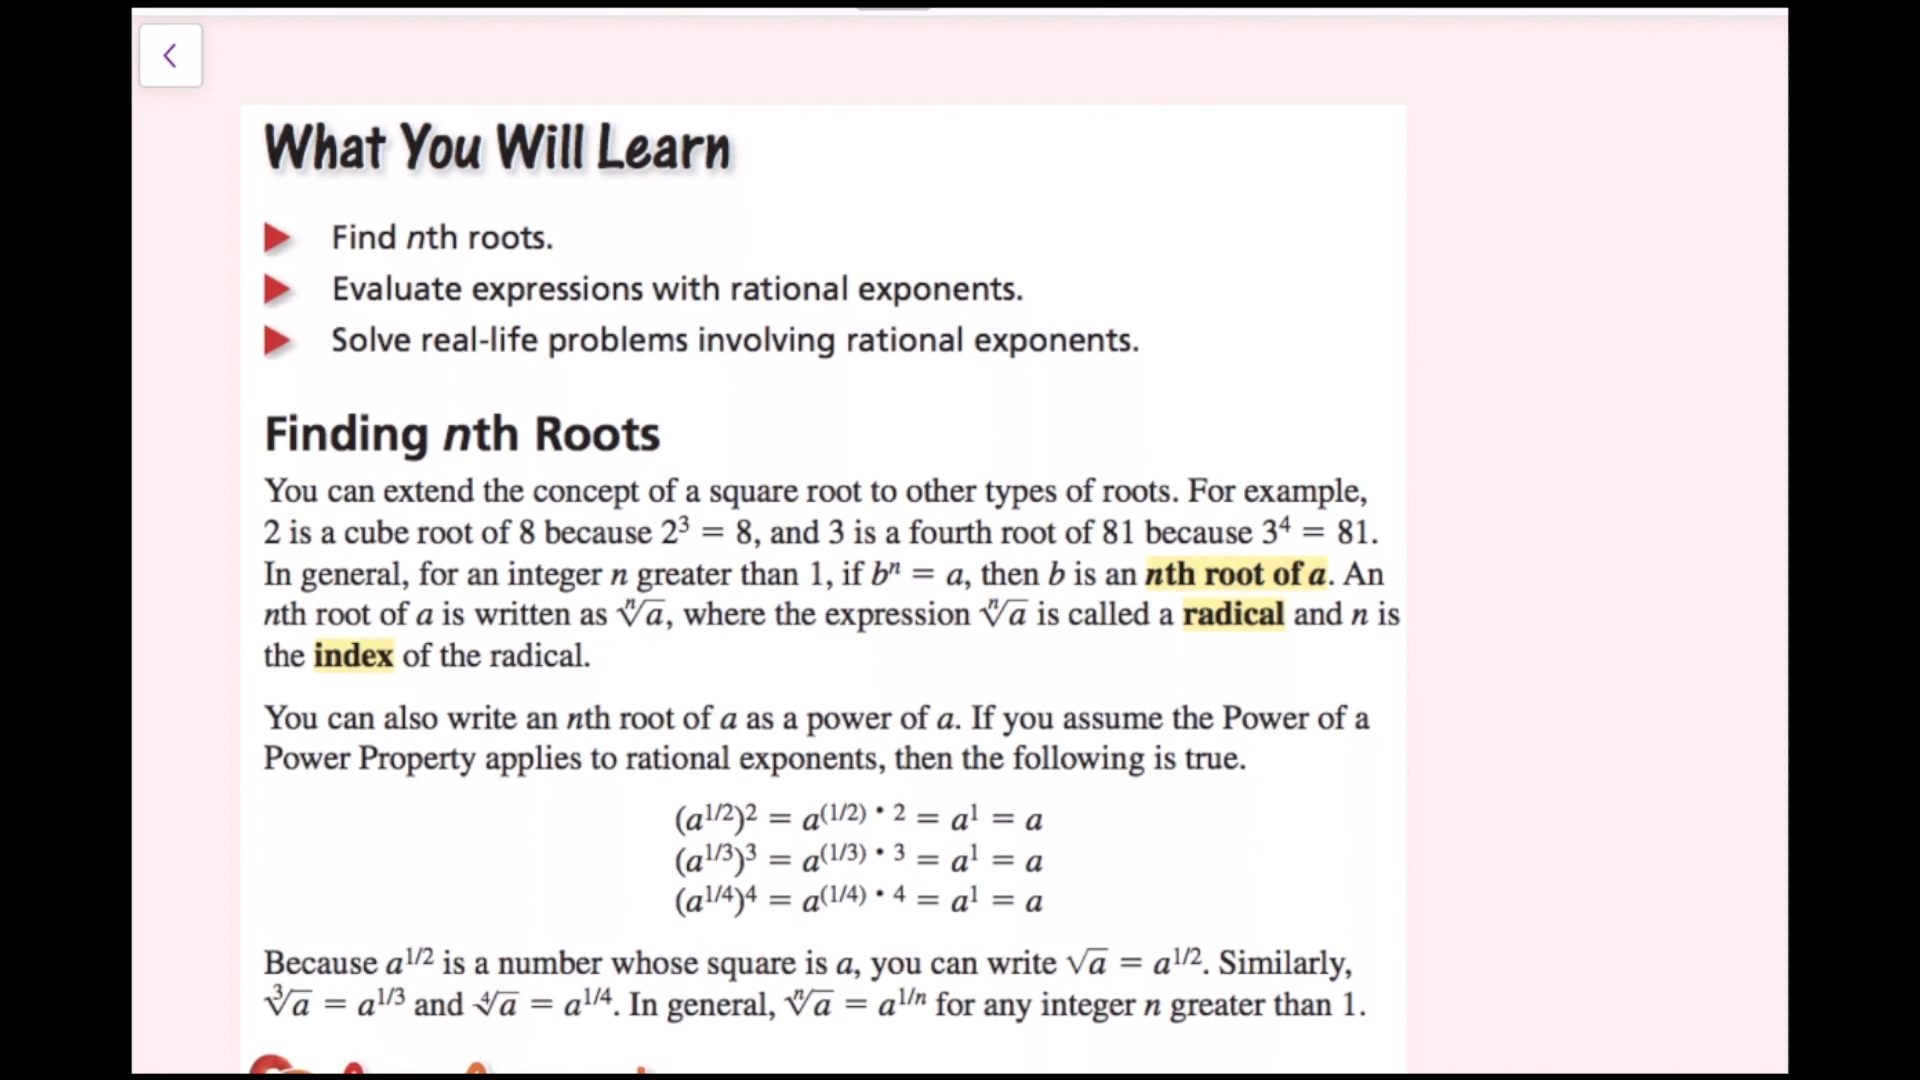 What You Will Learn
Find nth roots.
Evaluate expressions with rational exponents.
Solve real-life problems involving rational exponents.
Finding nth Roots
You can extend the concept of a square root to other types of roots. For example,
2 is a cube root of 8 because 2³ = 8, and 3 is a fourth root of 81 because 3⁴ = 81.
In general, for an integer n greater than 1, if bⁿ = a, then b is an nth root of a. An
nth root of a is written as ⁿ√a, where the expression ⁿ√a is called a radical and n is
the index of the radical.
You can also write an nth root of a as a power of a. If you assume the Power of a
Power Property applies to rational exponents, then the following is true.
(a^1/2)² = a^(1/2) • 2 = a¹ = a
(a^1/3)³ = a^(1/3) • 3 = a¹ = a
(a^1/4)⁴ = a^(1/4) • 4 = a¹ = a
Because a^1/2 is a number whose square is a, you can write √a = a^1/2. Similarly,
³√a = a^1/3 and ⁴√a = a^1/4. In general, ⁿ√a = a^1/n for any integer n greater than 1.